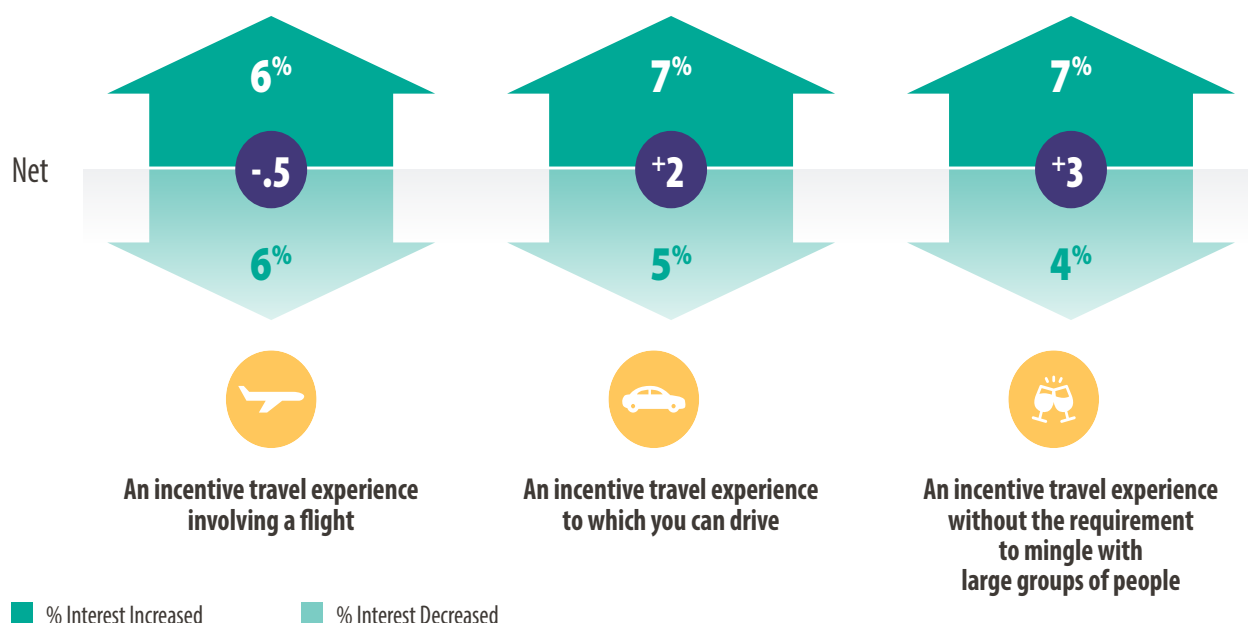 6% 7% 7%
Net -.5 +2 +3
6% 5% 4%
An incentive travel experience
involving a flight
An incentive travel experience
to which you can drive
An incentive travel experience
without the requirement
to mingle with
large groups of people
% Interest Increased % Interest Decreased